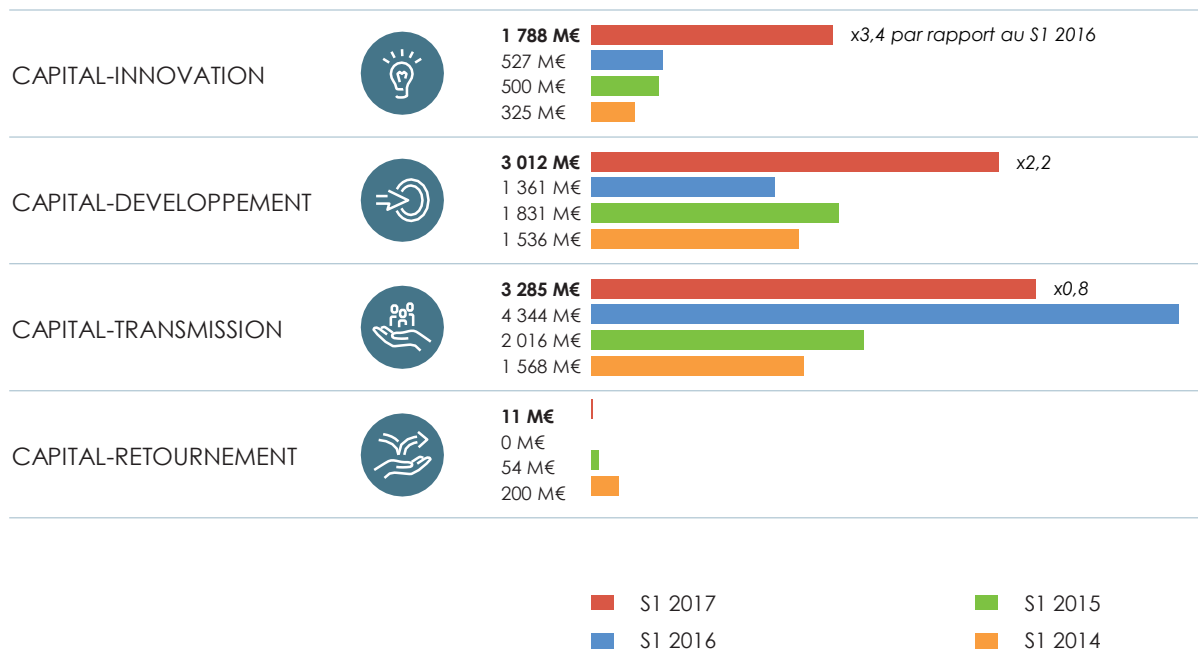 1 788 M€
x3,4 par rapport au S1 2016
CAPITAL-INNOVATION
527 M€
500 M€
325 M€
3 012 M€
x2,2
CAPITAL-DEVELOPPEMENT
1 361 M€
1 831 M€
1 536 M€
3 285 M€
x0,8
CAPITAL-TRANSMISSION
4 344 M€
2 016 M€
1 568 M€
11 M€
CAPITAL-RETOURNEMENT
0 M€
54 M€
200 M€
S1 2017
S1 2015
S1 2016
S1 2014